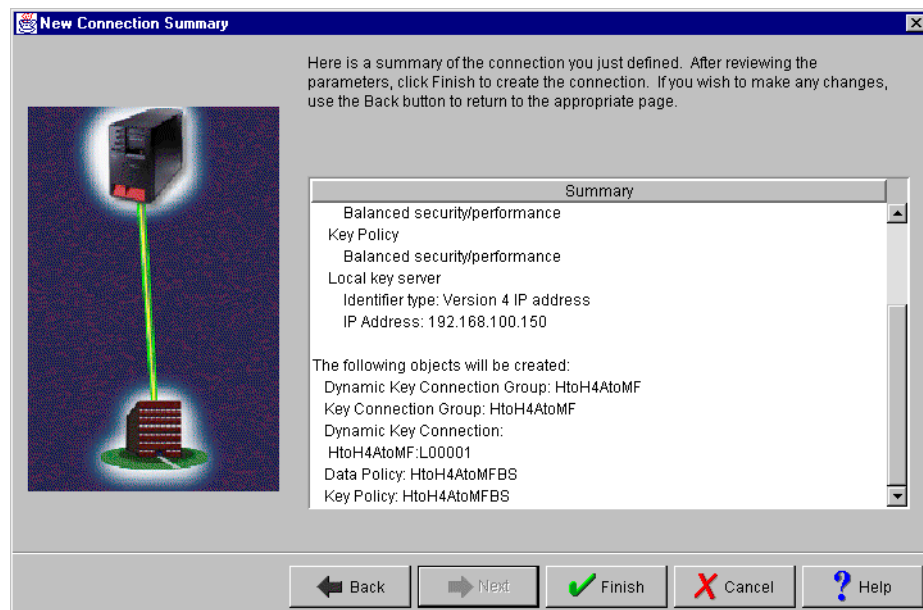 New Connection Summary
Here is a summary of the connection you just defined. After reviewing the
parameters, click Finish to create the connection. If you wish to make any changes,
use the Back button to return to the appropriate page.
Summary
Balanced security/performance
Key Policy
Balanced security/performance
Local key server
Identifier type: Version 4 IP address
IP Address: 192.168.100.150
The following objects will be created:
Dynamic Key Connection Group: HtoH4AtoMF
Key Connection Group: HtoH4AtoMF
Dynamic Key Connection:
HtoH4AtoMF:L00001
Data Policy: HtoH4AtoMFBS
Key Policy: HtoH4AtoMFBS
Back
Next
Finish
Cancel
Help